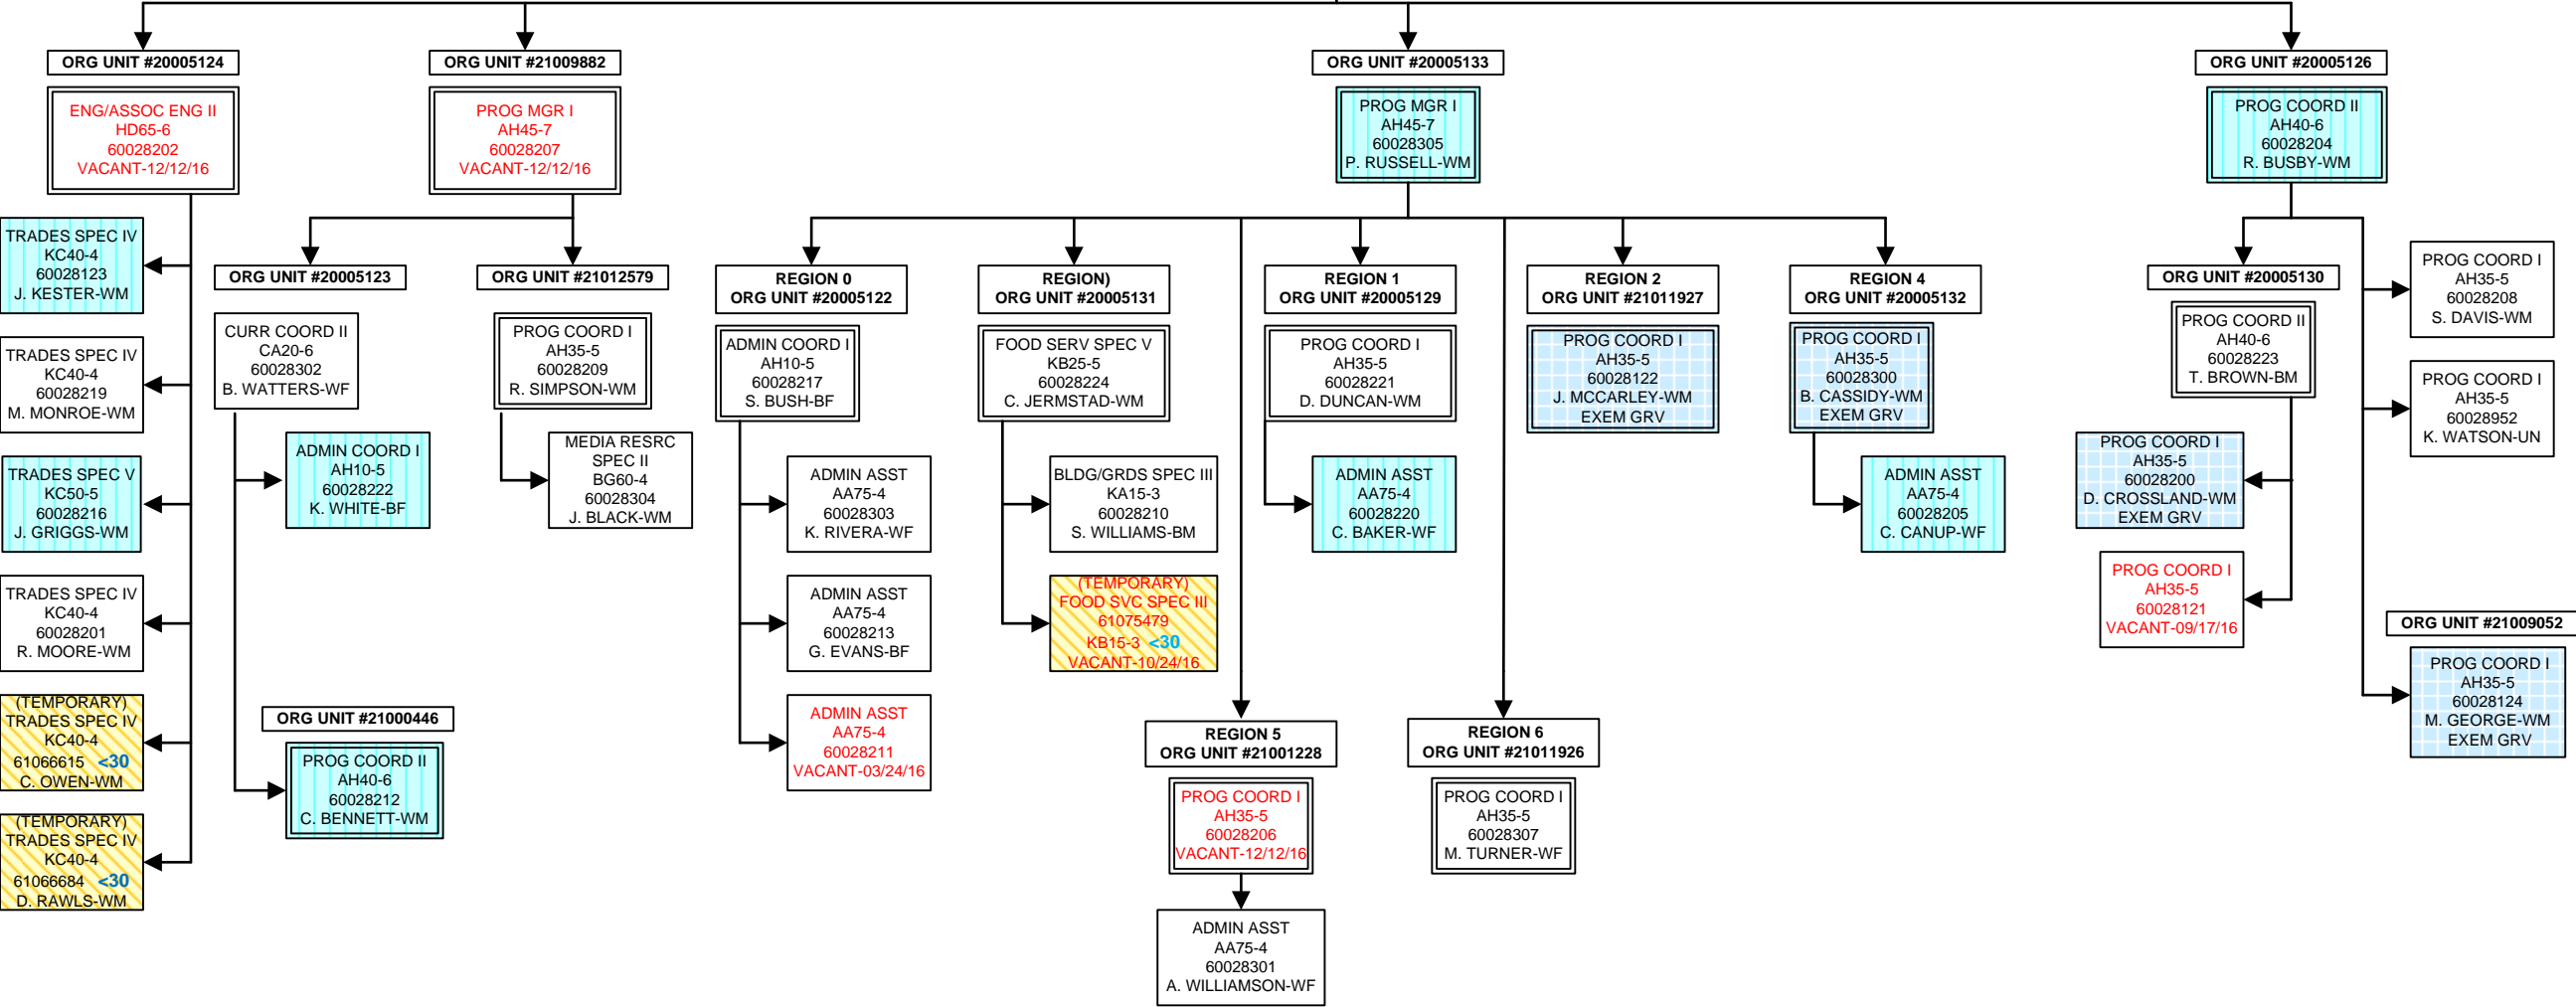 ORG UNIT #20005124
ENG/ASSOC ENG II
HD65-6
60028202
VACANT-12/12/16
TRADES SPEC IV
KC40-4
60028123
J. KESTER-WM
TRADES SPEC IV
KC40-4
60028219
M. MONROE-WM
TRADES SPEC V
KC50-5
60028216
J. GRIGGS-WM
TRADES SPEC IV
KC40-4
60028201
R. MOORE-WM
(TEMPORARY)
TRADES SPEC IV
KC40-4
61066615 <30
C. OWEN-WM
(TEMPORARY)
TRADES SPEC IV
KC40-4
61066684 <30
D. RAWLS-WM
ORG UNIT #21009882
PROG MGR I
AH45-7
60028207
VACANT-12/12/16
ORG UNIT #20005123
CURR COORD II
CA20-6
60028302
B. WATTERS-WF
ADMIN COORD I
AH10-5
60028222
K. WHITE-BF
ORG UNIT #21000446
PROG COORD II
AH40-6
60028212
C. BENNETT-WM
ORG UNIT #21012579
PROG COORD I
AH35-5
60028209
R. SIMPSON-WM
MEDIA RESRC
SPEC II
BG60-4
60028304
J. BLACK-WM
ORG UNIT #20005133
PROG MGR I
AH45-7
60028305
P. RUSSELL-WM
REGION 0
ORG UNIT #20005122
ADMIN COORD I
AH10-5
60028217
S. BUSH-BF
ADMIN ASST
AA75-4
60028303
K. RIVERA-WF
ADMIN ASST
AA75-4
60028213
G. EVANS-BF
ADMIN ASST
AA75-4
60028211
VACANT-03/24/16
REGION)
ORG UNIT #20005131
FOOD SERV SPEC V
KB25-5
60028224
C. JERMSTAD-WM
BLDG/GRDS SPEC III
KA15-3
60028210
S. WILLIAMS-BM
(TEMPORARY)
FOOD SVC SPEC III
61075479
KB15-3 <30
VACANT-10/24/16
REGION 5
ORG UNIT #21001228
PROG COORD I
AH35-5
60028206
VACANT-12/12/16
ADMIN ASST
AA75-4
60028301
A. WILLIAMSON-WF
REGION 1
ORG UNIT #20005129
PROG COORD I
AH35-5
60028221
D. DUNCAN-WM
ADMIN ASST
AA75-4
60028220
C. BAKER-WF
REGION 6
ORG UNIT #21011926
PROG COORD I
AH35-5
60028307
M. TURNER-WF
REGION 2
ORG UNIT #21011927
PROG COORD I
AH35-5
60028122
J. MCCARLEY-WM
EXEM GRV
REGION 4
ORG UNIT #20005132
PROG COORD I
AH35-5
60028300
B. CASSIDY-WM
EXEM GRV
ADMIN ASST
AA75-4
60028205
C. CANUP-WF
ORG UNIT #20005126
PROG COORD II
AH40-6
60028204
R. BUSBY-WM
ORG UNIT #20005130
PROG COORD II
AH40-6
60028223
T. BROWN-BM
PROG COORD I
AH35-5
60028200
D. CROSSLAND-WM
EXEM GRV
PROG COORD I
AH35-5
60028121
VACANT-09/17/16
PROG COORD I
AH35-5
60028208
S. DAVIS-WM
PROG COORD I
AH35-5
60028952
K. WATSON-UN
ORG UNIT #21009052
PROG COORD I
AH35-5
60028124
M. GEORGE-WM
EXEM GRV